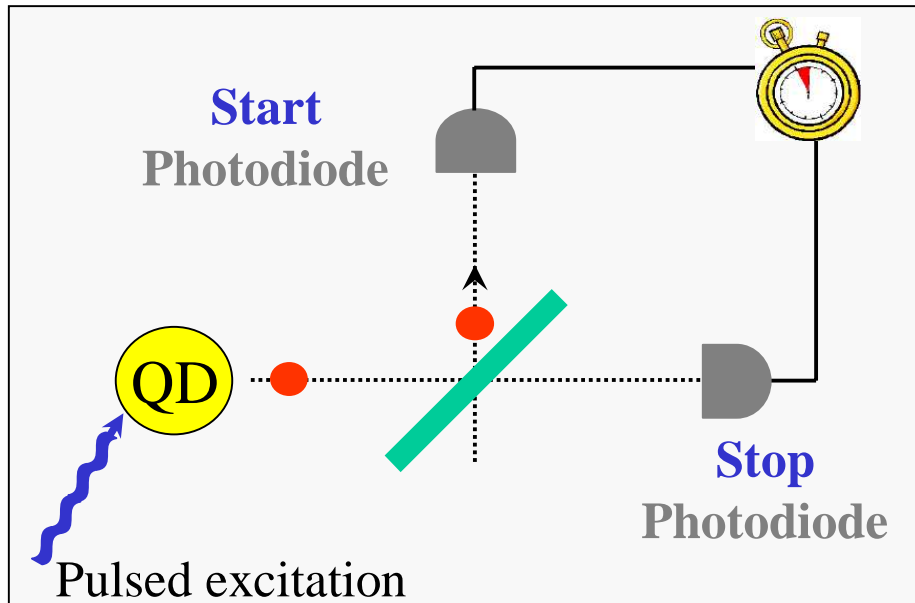 Start
Photodiode
QD
Stop
Photodiode
Pulsed excitation